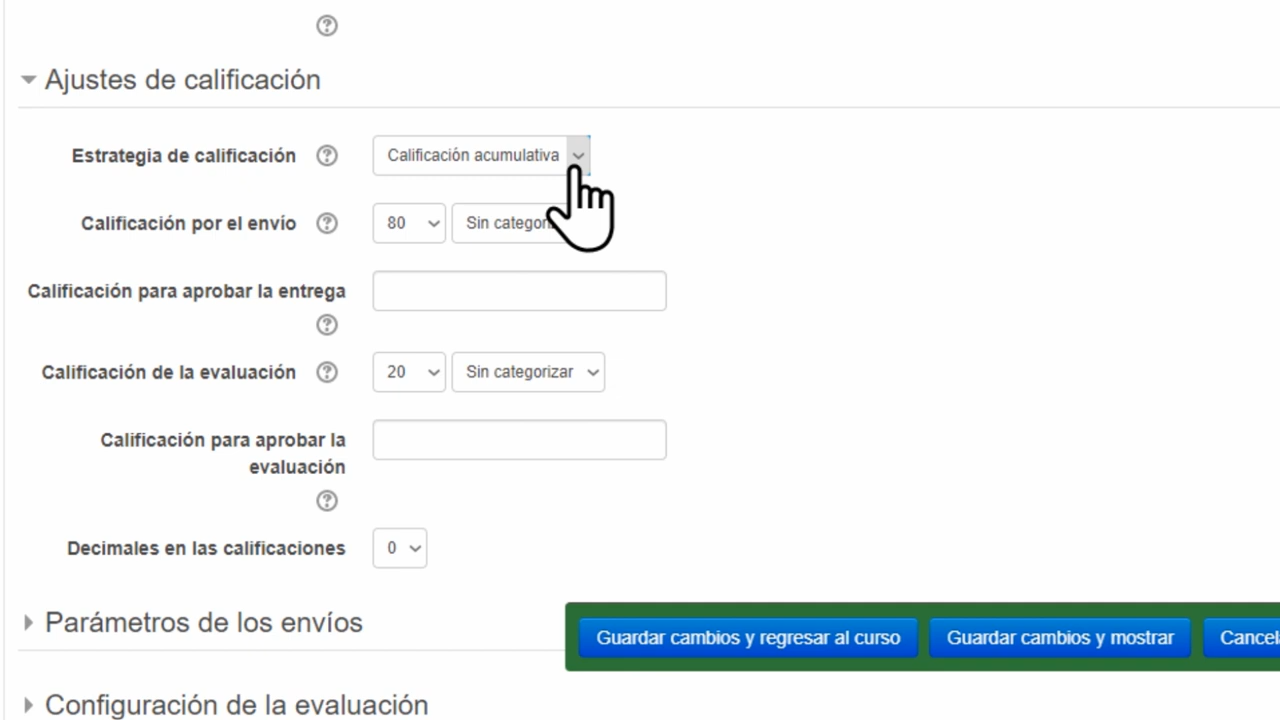 Ajustes de calificación
Estrategia de calificación
Calificación acumulativa
Calificación por el envío
80
Sin
Calificación para aprobar la entrega
Calificación de la evaluación
20
Sin categorizar
Calificación para aprobar la
evaluación
Decimales en las calificaciones
0
Parámetros de los envíos
Guardar cambios y regresar al curso
Guardar cambios y mostrar
Configuración de la evaluación